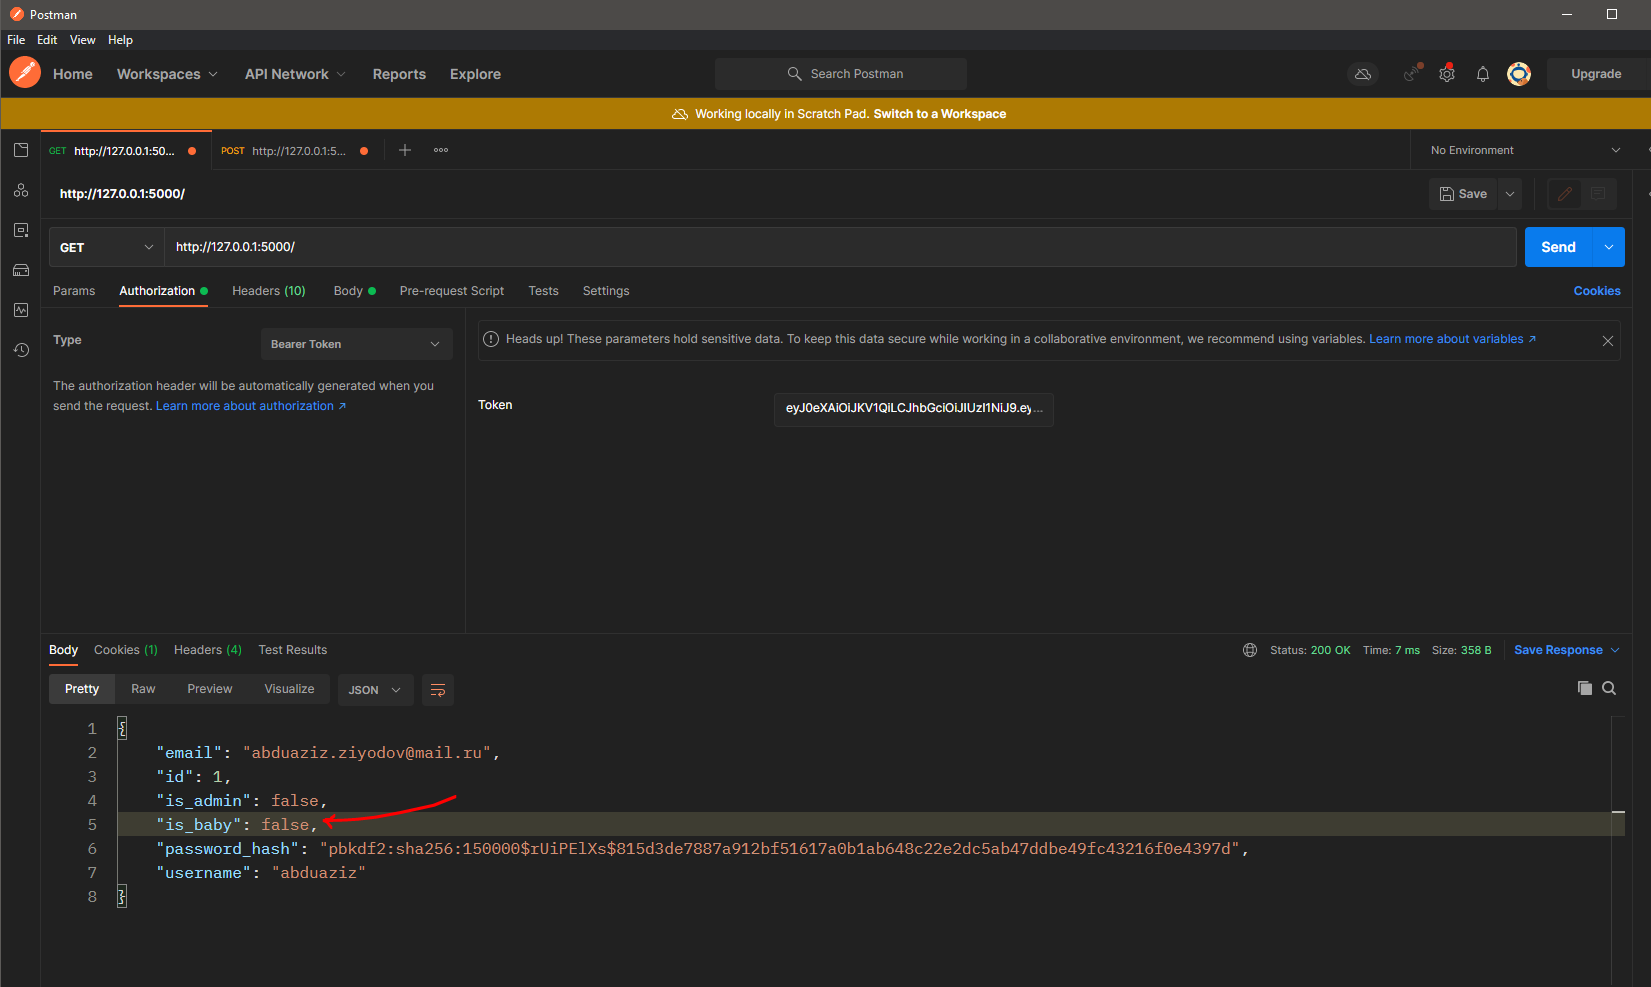 Postman
File Edit View Help
Home Workspaces API Network Reports Explore Search Postman Upgrade
Working locally in Scratch Pad. Switch to a Workspace
GET http://127.0.0.1:50... POST http://127.0.0.1:5... No Environment
http://127.0.0.1:5000/ Save
GET http://127.0.0.1:5000/ Send
Params Authorization Headers (10) Body Pre-request Script Tests Settings Cookies
Type Bearer Token
Heads up! These parameters hold sensitive data. To keep this data secure while working in a collaborative environment, we recommend using variables. Learn more about variables ↗
The authorization header will be automatically generated when you
send the request. Learn more about authorization ↗
Token eyJ0eXAiOiJKV1QiLCJhbGciOiJIUzI1NiJ9.ey...
Body Cookies (1) Headers (4) Test Results Status: 200 OK Time: 7 ms Size: 358 B Save Response
Pretty Raw Preview Visualize JSON
1 {
2 "email": "abduaziz.ziyodov@mail.ru",
3 "id": 1,
4 "is_admin": false,
5 "is_baby": false,
6 "password_hash": "pbkdf2:sha256:150000$rUiPElXs$815d3de7887a912bf51617a0b1ab648c22e2dc5ab47ddbe49fc43216f0e4397d",
7 "username": "abduaziz"
8 }